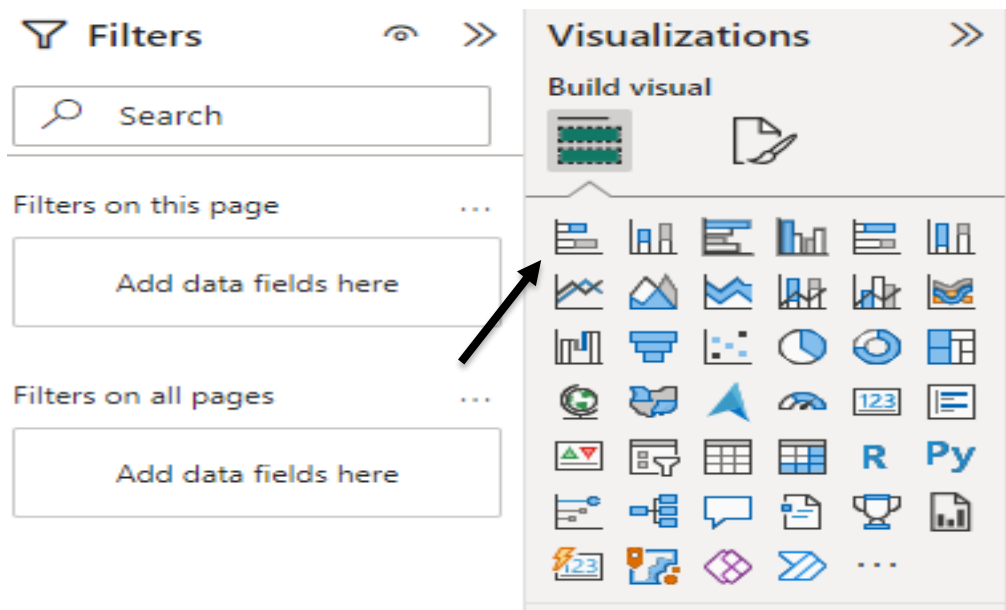 Filters
Search
Filters on this page
...
Add data fields here
Filters on all pages
...
Add data fields here
Visualizations
Build visual
123
R
Py
123
...